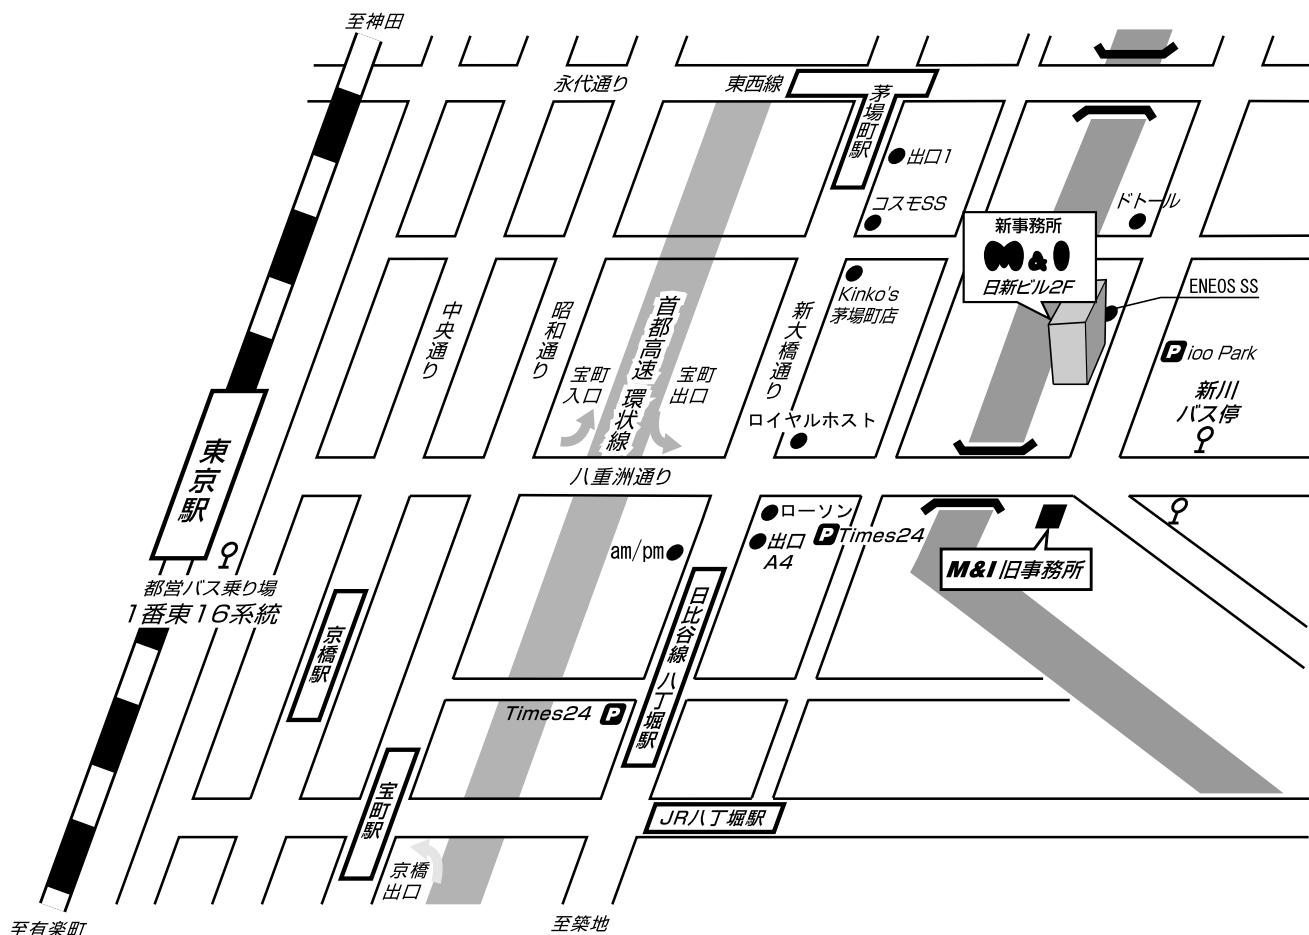 至神田
永代通り
東西線
茅場町駅
出口1
コスモSS
ドトール
新事務所
M&I
日新ビル2F
ENEOS SS
Kinko's
茅場町店
中央通り
昭和通り
首都高速
環状線
新大橋通り
宝町
入口
宝町
出口
P ioo Park
新川
バス停
ロイヤルホスト
八重洲通り
東京駅
ローソン
出口
A4
P Times24
am/pm
M&I 旧事務所
都営バス乗り場
1番東16系統
京橋駅
日比谷線 八丁堀駅
Times24 P
宝町駅
JR八丁堀駅
京橋
出口
至有楽町
至築地